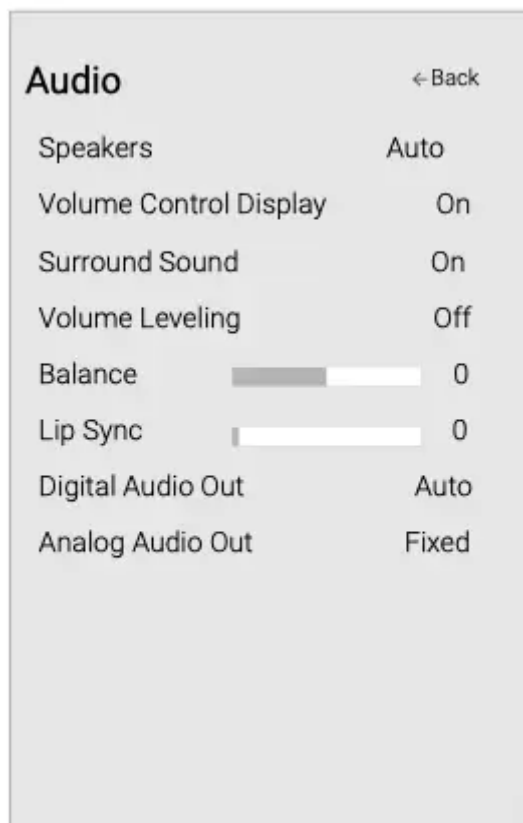 Audio ←Back
Speakers Auto
Volume Control Display On
Surround Sound On
Volume Leveling Off
Balance 0
Lip Sync 0
Digital Audio Out Auto
Analog Audio Out Fixed